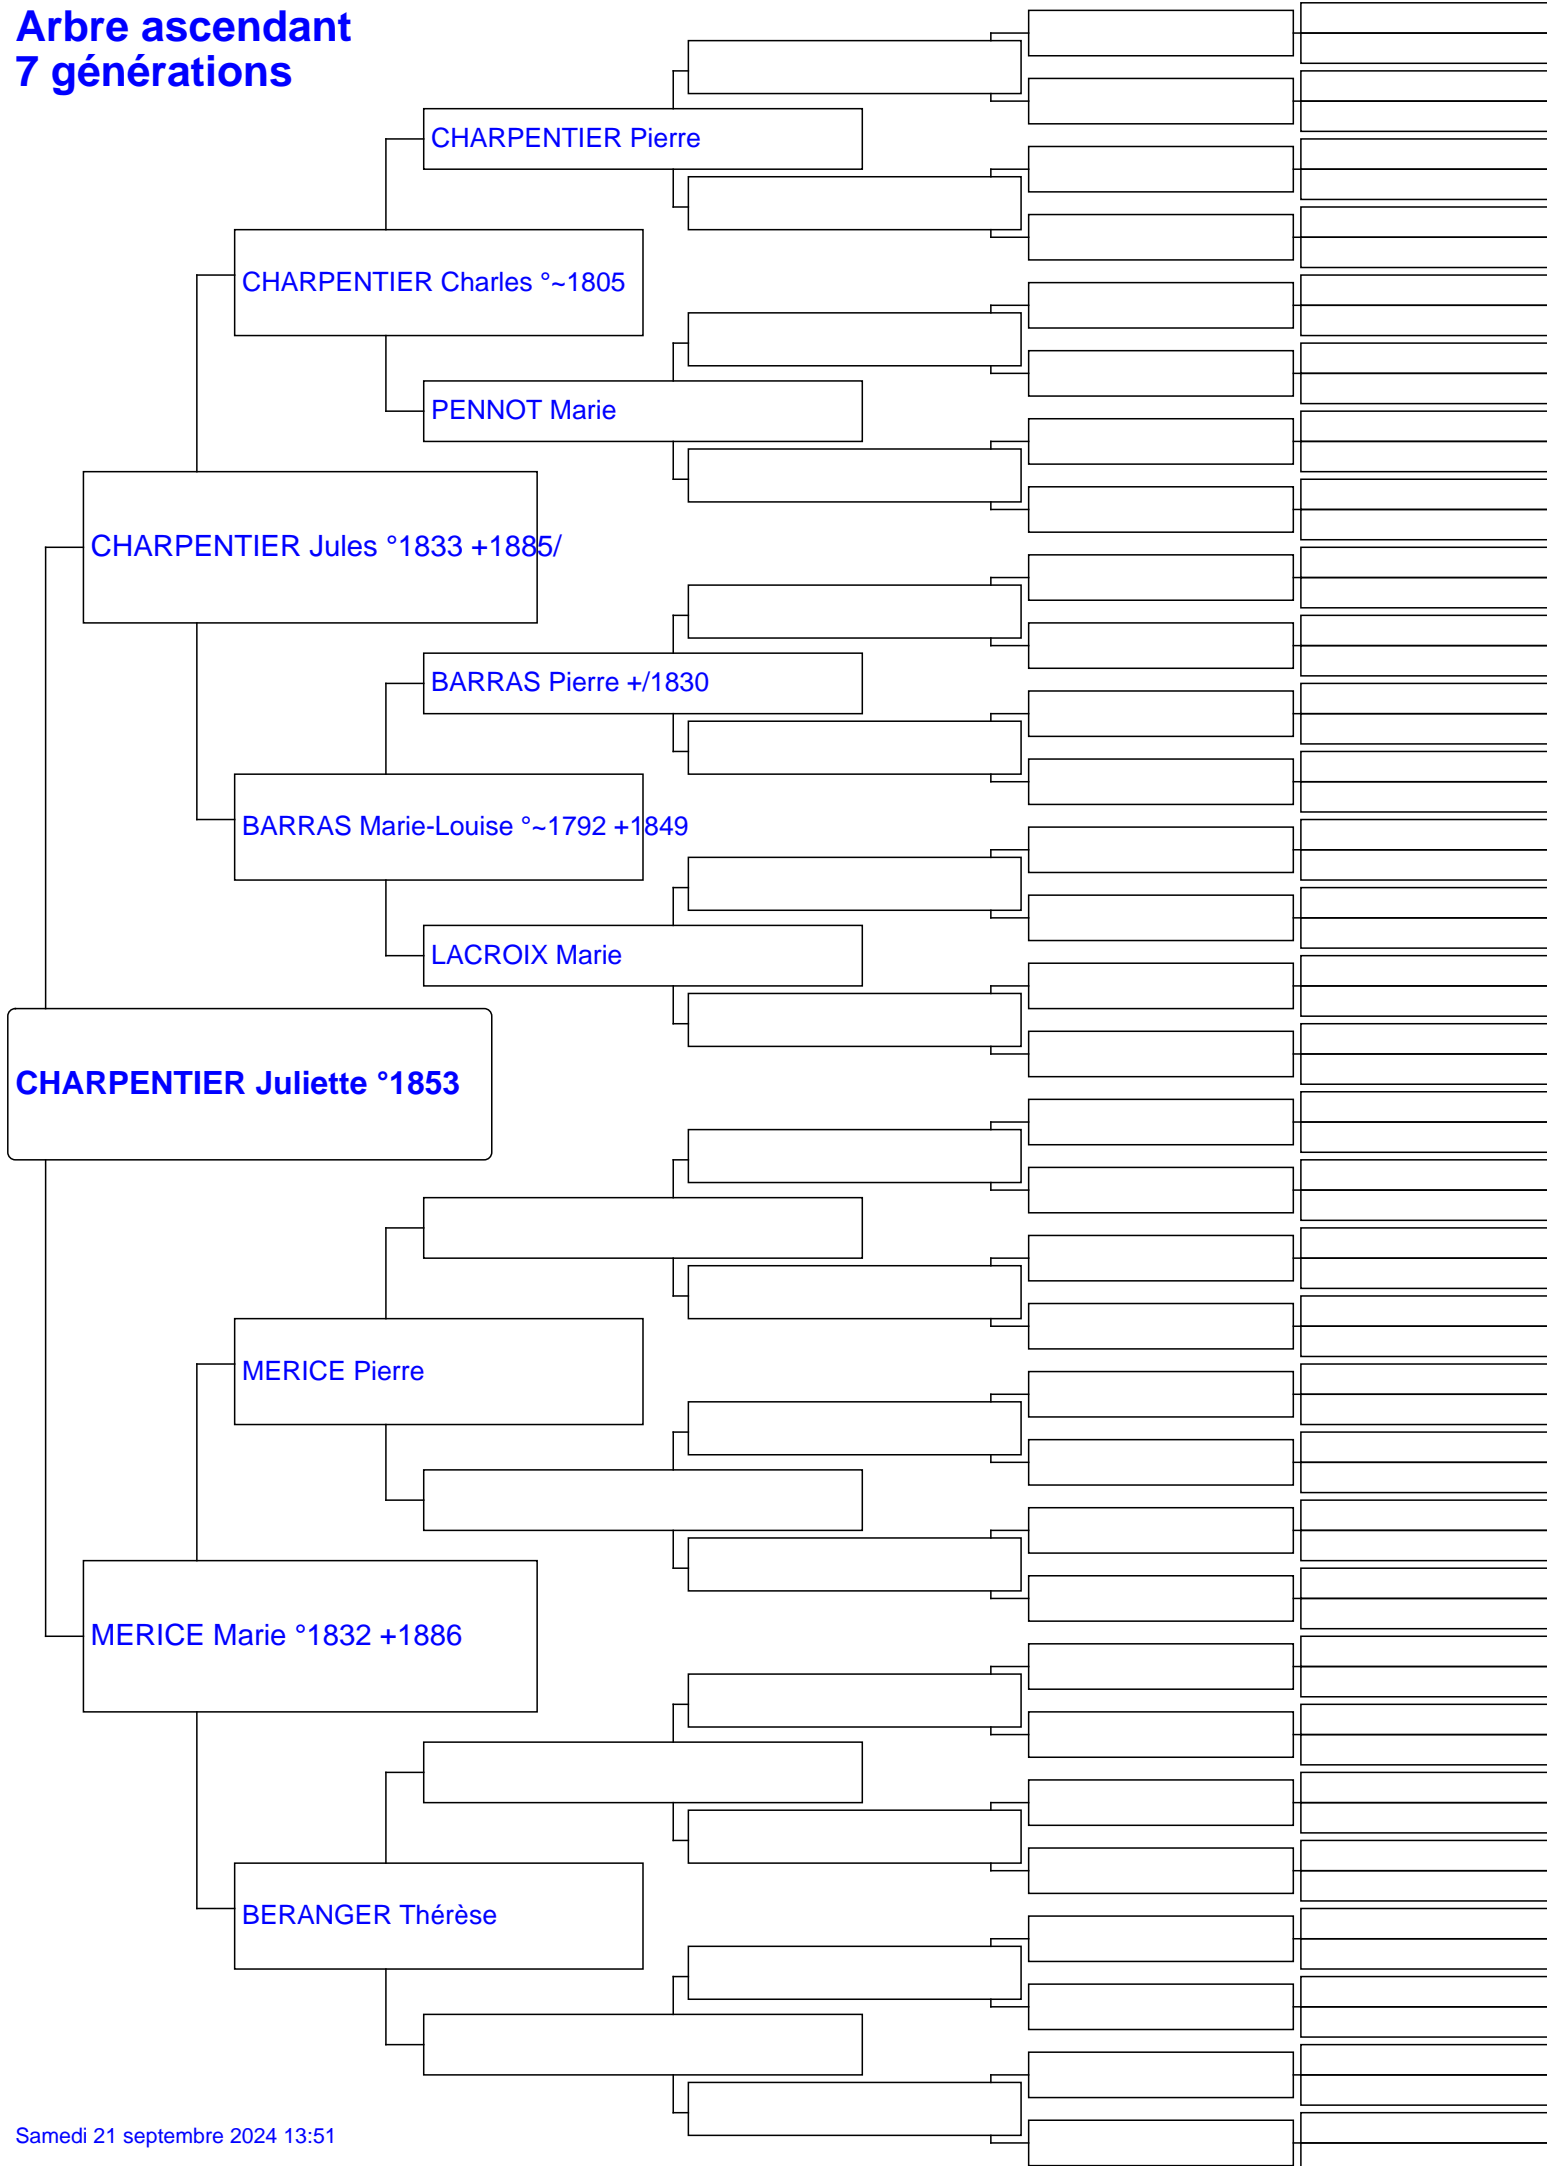 Arbre ascendant
7 générations
CHARPENTIER Pierre
CHARPENTIER Charles °~1805
PENNOT Marie
CHARPENTIER Jules °1833 +1885/
BARRAS Pierre +/1830
BARRAS Marie-Louise °~1792 +1849
LACROIX Marie
CHARPENTIER Juliette °1853
MERICE Pierre
MERICE Marie °1832 +1886
BERANGER Thérèse
Samedi 21 septembre 2024 13:51